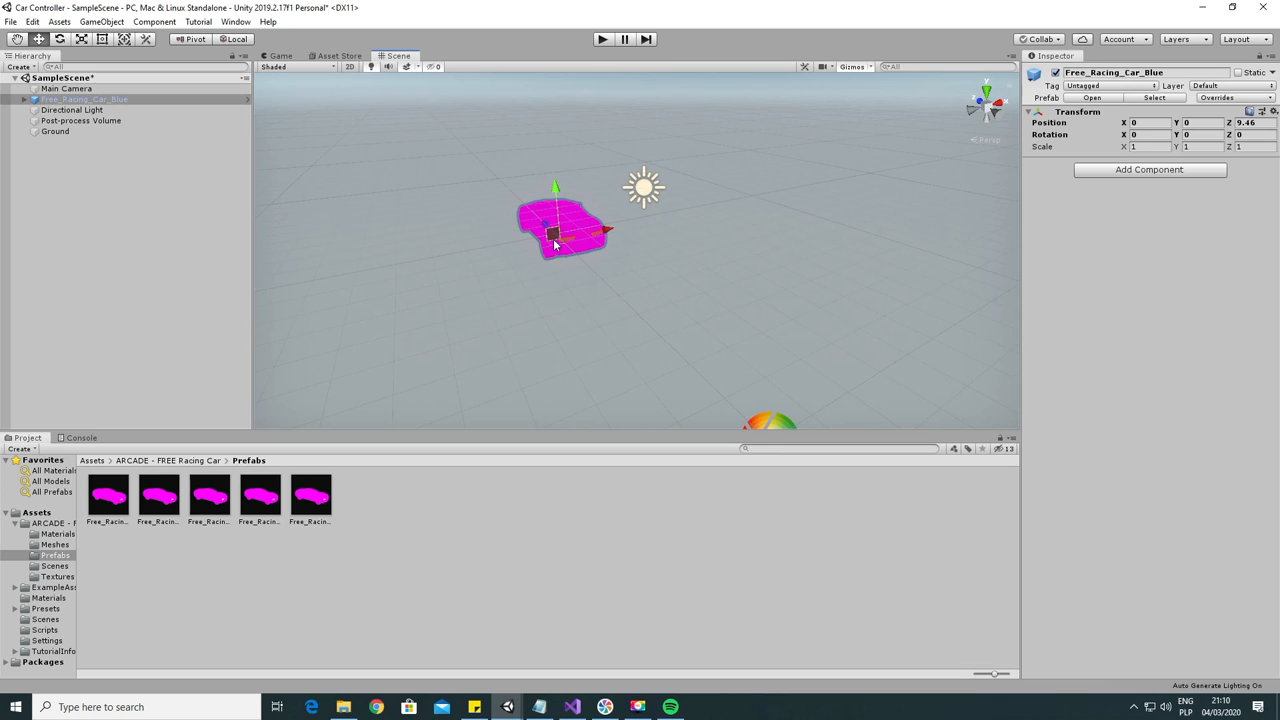 Car Controller - SampleScene - PC, Mac & Linux Standalone - Unity 2019.2.17f1 Personal* <DX11>
File Edit Assets GameObject Component Tutorial Window Help
Pivot Local Collab Account Layers Layout
Hierarchy
Create All
SampleScene*
Main Camera
Free_Racing_Car_Blue
Directional Light
Post-process Volume
Ground
Game Asset Store Scene
Shaded 2D 0 Gizmos All
y
x
z
Persp
Inspector
Free_Racing_Car_Blue Static
Tag Untagged Layer Default
Prefab Open Select Overrides
Transform
Position X 0 Y 0 Z 9.46
Rotation X 0 Y 0 Z 0
Scale X 1 Y 1 Z 1
Add Component
Project Console
Create 13
Favorites
All Materials
All Models
All Prefabs
Assets
ARCADE - F
Materials
Meshes
Prefabs
Scenes
Textures
ExampleAss
Materials
Presets
Scenes
Scripts
Settings
TutorialInfo
Packages
Assets > ARCADE - FREE Racing Car > Prefabs
Free_Racin... Free_Racin... Free_Racin... Free_Racin... Free_Racin...
Auto Generate Lighting On
Type here to search
ENG
PLP
21:10
04/03/2020